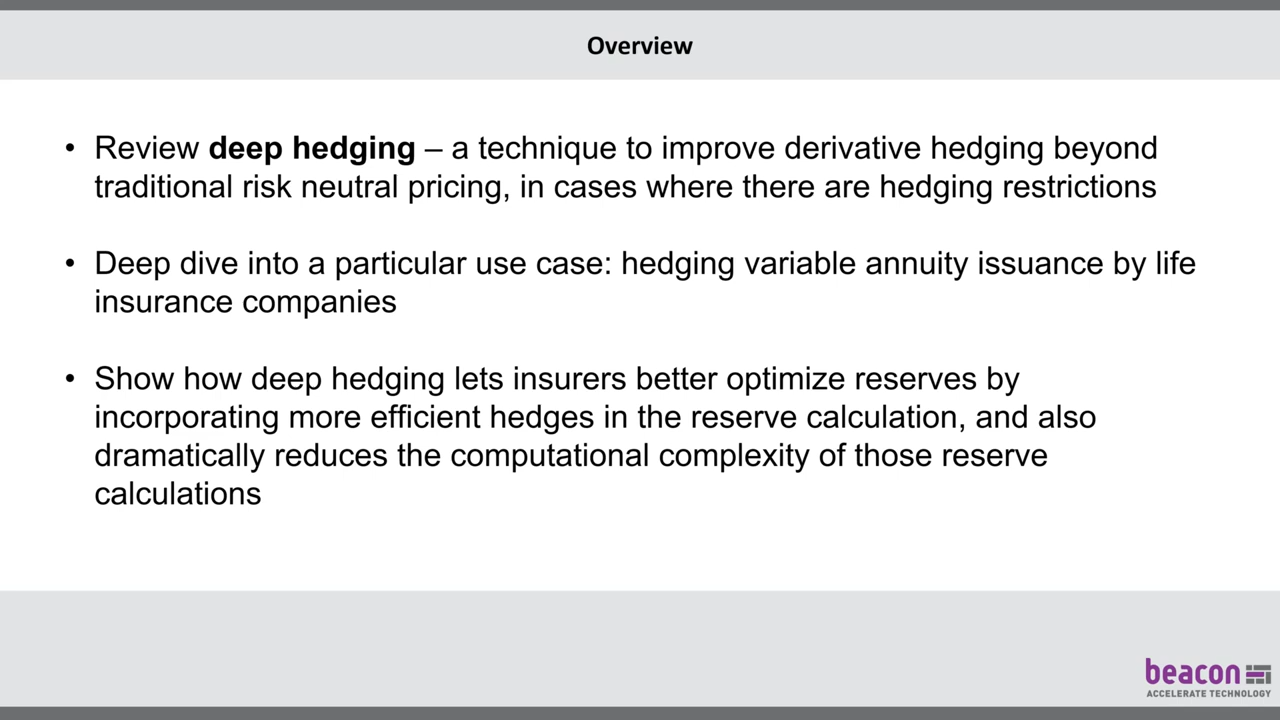 Overview
• Review deep hedging – a technique to improve derivative hedging beyond
traditional risk neutral pricing, in cases where there are hedging restrictions
• Deep dive into a particular use case: hedging variable annuity issuance by life
insurance companies
• Show how deep hedging lets insurers better optimize reserves by
incorporating more efficient hedges in the reserve calculation, and also
dramatically reduces the computational complexity of those reserve
calculations
beacon
ACCELERATE TECHNOLOGY